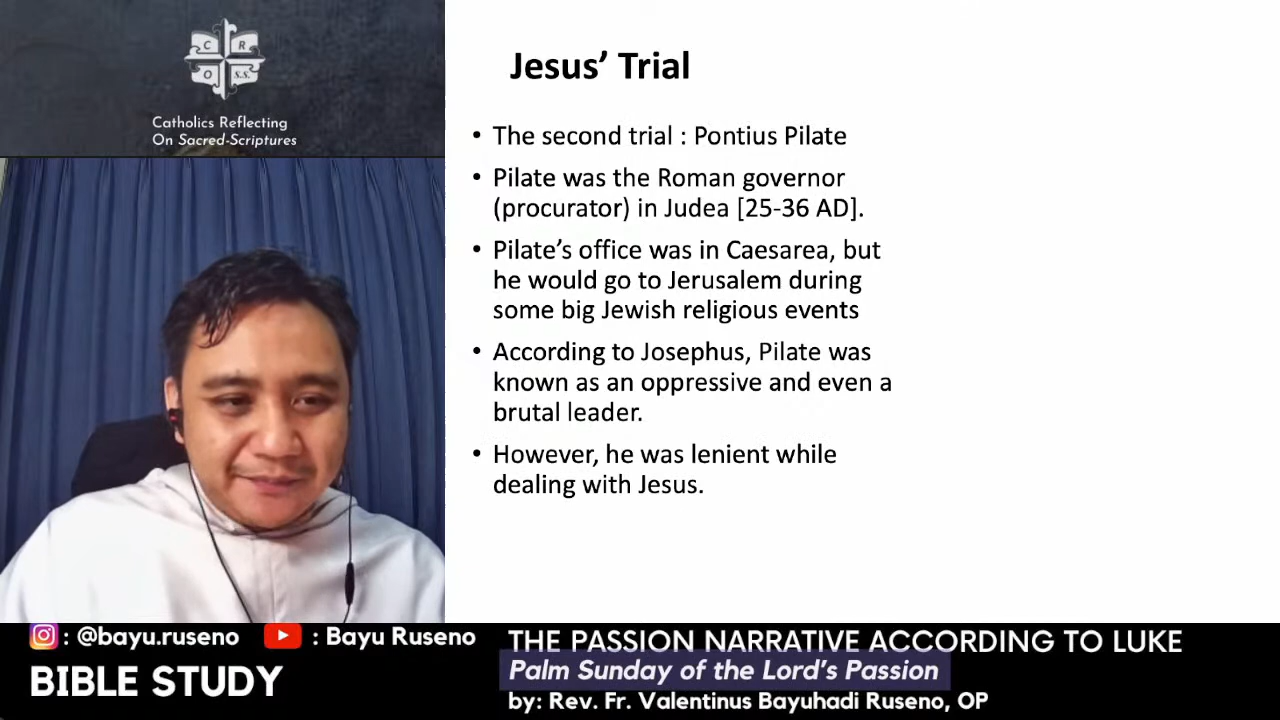 C R
O S.S.
Catholics Reflecting
On Sacred-Scriptures
Jesus’ Trial
• The second trial : Pontius Pilate
• Pilate was the Roman governor
(procurator) in Judea [25-36 AD].
• Pilate’s office was in Caesarea, but
he would go to Jerusalem during
some big Jewish religious events
• According to Josephus, Pilate was
known as an oppressive and even a
brutal leader.
• However, he was lenient while
dealing with Jesus.
: @bayu.ruseno : Bayu Ruseno
BIBLE STUDY
THE PASSION NARRATIVE ACCORDING TO LUKE
Palm Sunday of the Lord’s Passion
by: Rev. Fr. Valentinus Bayuhadi Ruseno, OP